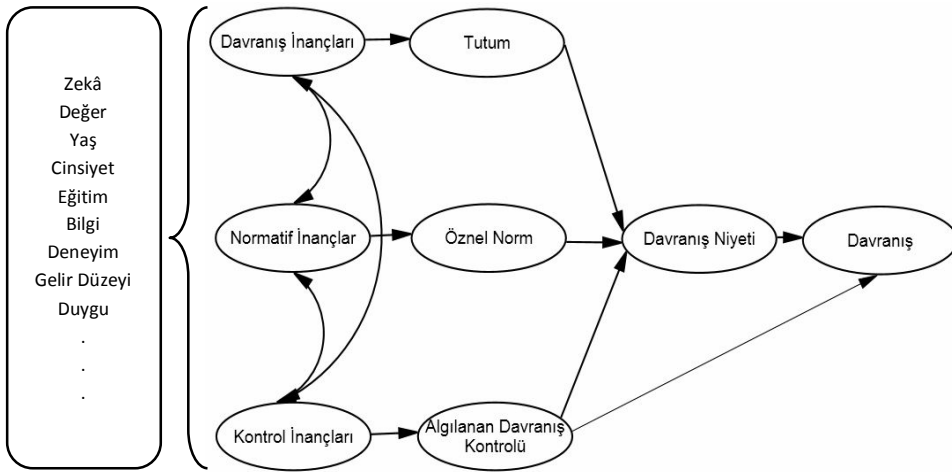 Zekâ
Değer
Yaş
Cinsiyet
Eğitim
Bilgi
Deneyim
Gelir Düzeyi
Duygu
.
.
.
Davranış İnançları
Tutum
Normatif İnançlar
Öznel Norm
Davranış Niyeti
Davranış
Kontrol İnançları
Algılanan Davranış
Kontrolü